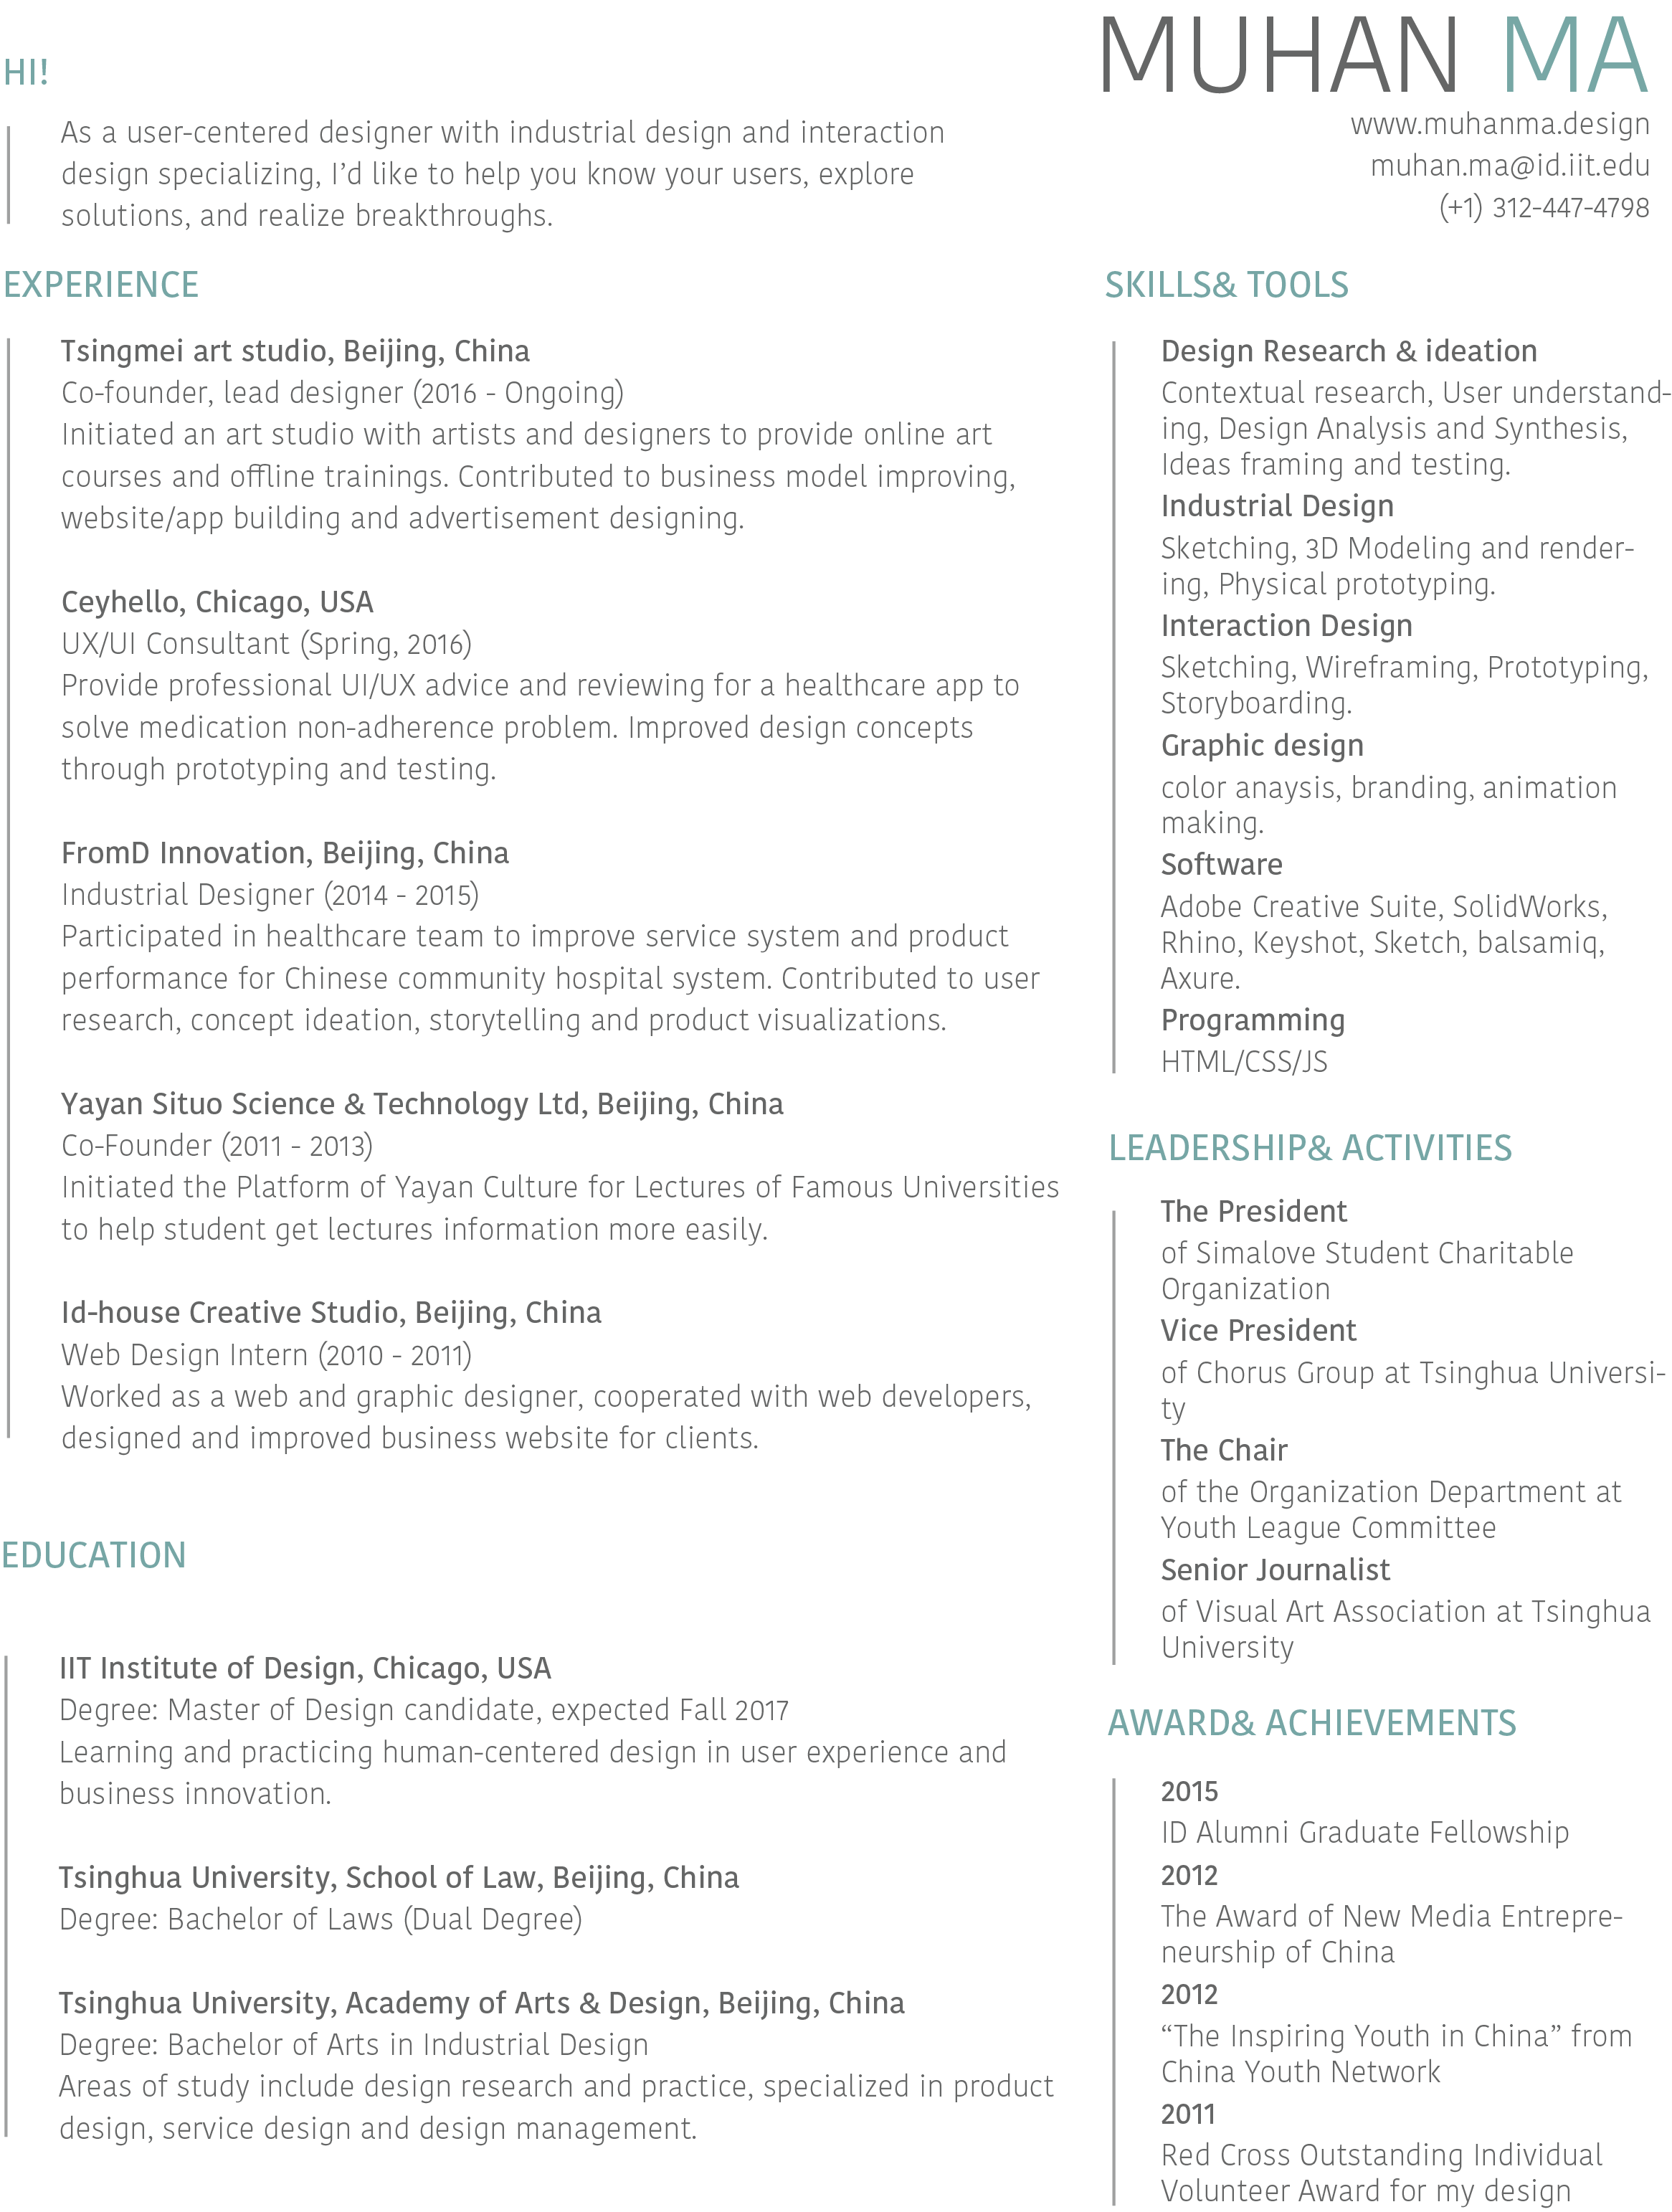 MUHAN MA
www.muhanma.design
muhan.ma@id.iit.edu
(+1) 312-447-4798
HI!
As a user-centered designer with industrial design and interaction
design specializing, I’d like to help you know your users, explore
solutions, and realize breakthroughs.
EXPERIENCE
Tsingmei art studio, Beijing, China
Co-founder, lead designer (2016 - Ongoing)
Initiated an art studio with artists and designers to provide online art
courses and offline trainings. Contributed to business model improving,
website/app building and advertisement designing.
Ceyhello, Chicago, USA
UX/UI Consultant (Spring, 2016)
Provide professional UI/UX advice and reviewing for a healthcare app to
solve medication non-adherence problem. Improved design concepts
through prototyping and testing.
FromD Innovation, Beijing, China
Industrial Designer (2014 - 2015)
Participated in healthcare team to improve service system and product
performance for Chinese community hospital system. Contributed to user
research, concept ideation, storytelling and product visualizations.
Yayan Situo Science & Technology Ltd, Beijing, China
Co-Founder (2011 - 2013)
Initiated the Platform of Yayan Culture for Lectures of Famous Universities
to help student get lectures information more easily.
Id-house Creative Studio, Beijing, China
Web Design Intern (2010 - 2011)
Worked as a web and graphic designer, cooperated with web developers,
designed and improved business website for clients.
EDUCATION
IIT Institute of Design, Chicago, USA
Degree: Master of Design candidate, expected Fall 2017
Learning and practicing human-centered design in user experience and
business innovation.
Tsinghua University, School of Law, Beijing, China
Degree: Bachelor of Laws (Dual Degree)
Tsinghua University, Academy of Arts & Design, Beijing, China
Degree: Bachelor of Arts in Industrial Design
Areas of study include design research and practice, specialized in product
design, service design and design management.
SKILLS& TOOLS
Design Research & ideation
Contextual research, User understand-
ing, Design Analysis and Synthesis,
Ideas framing and testing.
Industrial Design
Sketching, 3D Modeling and render-
ing, Physical prototyping.
Interaction Design
Sketching, Wireframing, Prototyping,
Storyboarding.
Graphic design
color anaysis, branding, animation
making.
Software
Adobe Creative Suite, SolidWorks,
Rhino, Keyshot, Sketch, balsamiq,
Axure.
Programming
HTML/CSS/JS
LEADERSHIP& ACTIVITIES
The President
of Simalove Student Charitable
Organization
Vice President
of Chorus Group at Tsinghua Universi-
ty
The Chair
of the Organization Department at
Youth League Committee
Senior Journalist
of Visual Art Association at Tsinghua
University
AWARD& ACHIEVEMENTS
2015
ID Alumni Graduate Fellowship
2012
The Award of New Media Entrepre-
neurship of China
2012
“The Inspiring Youth in China” from
China Youth Network
2011
Red Cross Outstanding Individual
Volunteer Award for my design